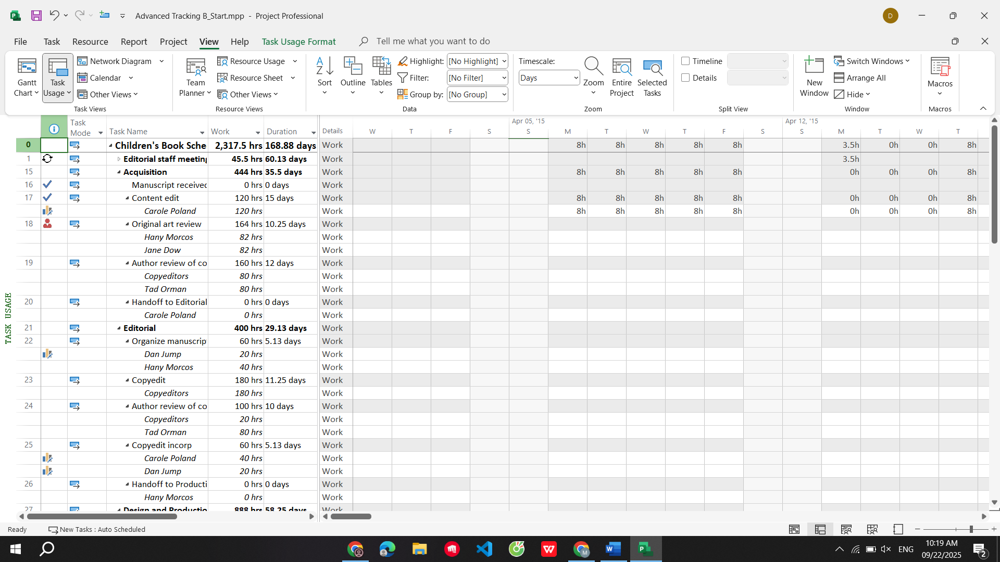 Advanced Tracking B_Start.mpp - Project Professional
D
File Task Resource Report Project View Help Task Usage Format Tell me what you want to do
Gantt Chart
Task Usage
Network Diagram
Calendar
Other Views
Task Views
Team Planner
Resource Usage
Resource Sheet
Other Views
Resource Views
Sort
Outline
Tables
Highlight: [No Highlight]
Filter: [No Filter]
Group by: [No Group]
Data
Timescale:
Days
Zoom
Entire Project
Selected Tasks
Zoom
Timeline
Details
Split View
New Window
Switch Windows
Arrange All
Hide
Window
Macros
Macros
Task Mode Task Name Work Duration Details Apr 05, '15 Apr 12, '15
W T F S S M T W T F S S M T W T
0 Children's Book Sche 2,317.5 hrs 168.88 days Work 8h 8h 8h 8h 8h 3.5h 0h 0h 8h
1 Editorial staff meeting 45.5 hrs 60.13 days Work 3.5h
15 Acquisition 444 hrs 35.5 days Work 8h 8h 8h 8h 8h 0h 0h 0h 8h
16 Manuscript received 0 hrs 0 days Work
17 Content edit 120 hrs 15 days Work 8h 8h 8h 8h 8h 0h 0h 0h 8h
Carole Poland 120 hrs Work 8h 8h 8h 8h 8h 0h 0h 0h 8h
18 Original art review 164 hrs 10.25 days Work
Hany Morcos 82 hrs Work
Jane Dow 82 hrs Work
19 Author review of co 160 hrs 12 days Work
Copyeditors 80 hrs Work
Tad Orman 80 hrs Work
20 Handoff to Editorial 0 hrs 0 days Work
Carole Poland 0 hrs Work
21 Editorial 400 hrs 29.13 days Work
22 Organize manuscrip 60 hrs 5.13 days Work
Dan Jump 20 hrs Work
Hany Morcos 40 hrs Work
23 Copyedit 180 hrs 11.25 days Work
Copyeditors 180 hrs Work
24 Author review of co 100 hrs 10 days Work
Copyeditors 20 hrs Work
Tad Orman 80 hrs Work
25 Copyedit incorp 60 hrs 5.13 days Work
Carole Poland 40 hrs Work
Dan Jump 20 hrs Work
26 Handoff to Producti 0 hrs 0 days Work
Hany Morcos 0 hrs Work
27 Design and Productio 888 hrs 58.25 days Work
TASK USAGE
Ready New Tasks : Auto Scheduled
ENG
10:19 AM
09/22/2025
2